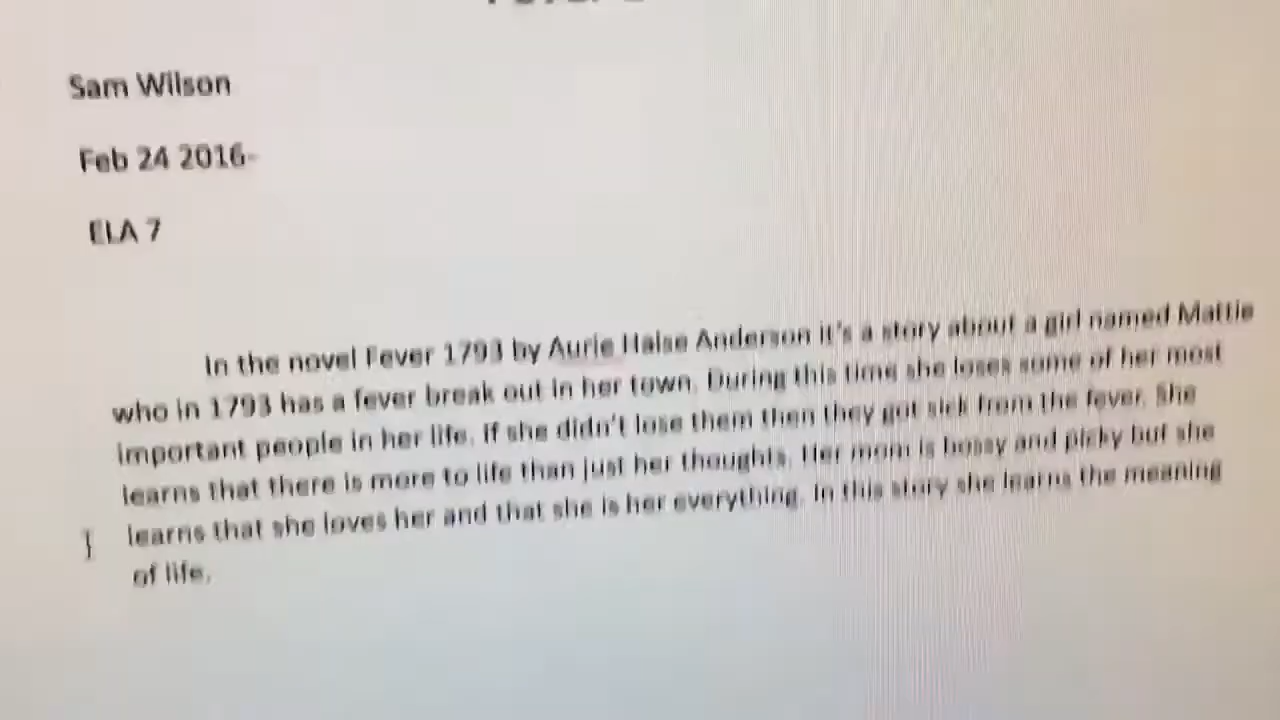 Sam Wilson
Feb 24 2016-
ELA 7
In the novel Fever 1793 by Aurie Halse Anderson it's a story about a girl named Mattie
who in 1793 has a fever break out in her town. During this time she loses some of her most
important people in her life. If she didn't lose them then they got sick from the fever. She
learns that there is more to life than just her thoughts. Her mom is bossy and picky but she
learns that she loves her and that she is her everything. In this story she learns the meaning
of life.